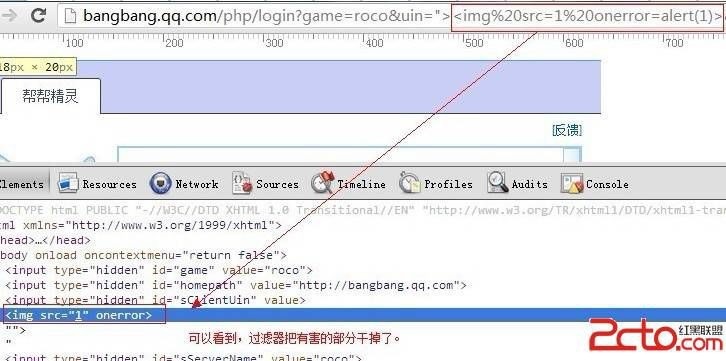 bangbang.qq.com/php/login?game=roco&uin="><img%20src=1%20onerror=alert(1)>
100 200 300 400 500 600 700
18px × 20px
帮帮精灵
[反馈]
Elements Resources Network Sources Timeline Profiles Audits Console
DOCTYPE html PUBLIC "-//W3C//DTD XHTML 1.0 Transitional//EN" "http://www.w3.org/TR/xhtml1/DTD/xhtml1-tra
tml xmlns="http://www.w3.org/1999/xhtml">
head>…</head>
body onload oncontextmenu="return false">
<input type="hidden" id="game" value="roco">
<input type="hidden" id="homepath" value="http://bangbang.qq.com">
<input type="hidden" id="sClientUin" value>
<img src="1" onerror>
"">
"
可以看到，过滤器把有害的部分干掉了。
<input type="hidden" id="sServerName" value="roco">
红黑联盟
2cto.com